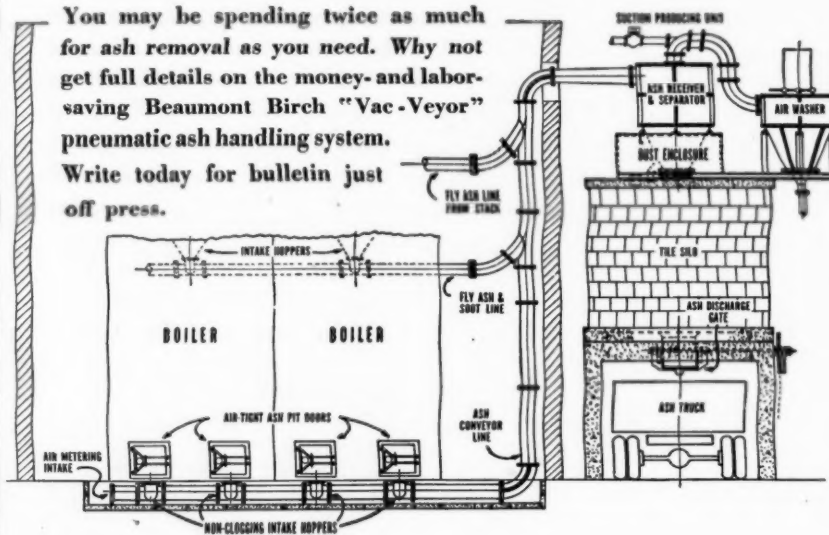 You may be spending twice as much
for ash removal as you need. Why not
get full details on the money- and labor-
saving Beaumont Birch "Vac-Veyor"
pneumatic ash handling system.
Write today for bulletin just
off press.
SUCTION PRODUCING UNIT
ASH RECEIVER
& SEPARATOR
AIR WASHER
DUST ENCLOSURE
FLY ASH LINE
FROM STACK
INTAKE HOPPERS
TILE SILO
FLY ASH &
SOOT LINE
ASH DISCHARGE
GATE
BOILER
BOILER
ASH TRUCK
AIR-TIGHT ASH PIT DOORS
ASH
CONVEYOR
LINE
AIR METERING
INTAKE
NON-CLOGGING INTAKE HOPPERS